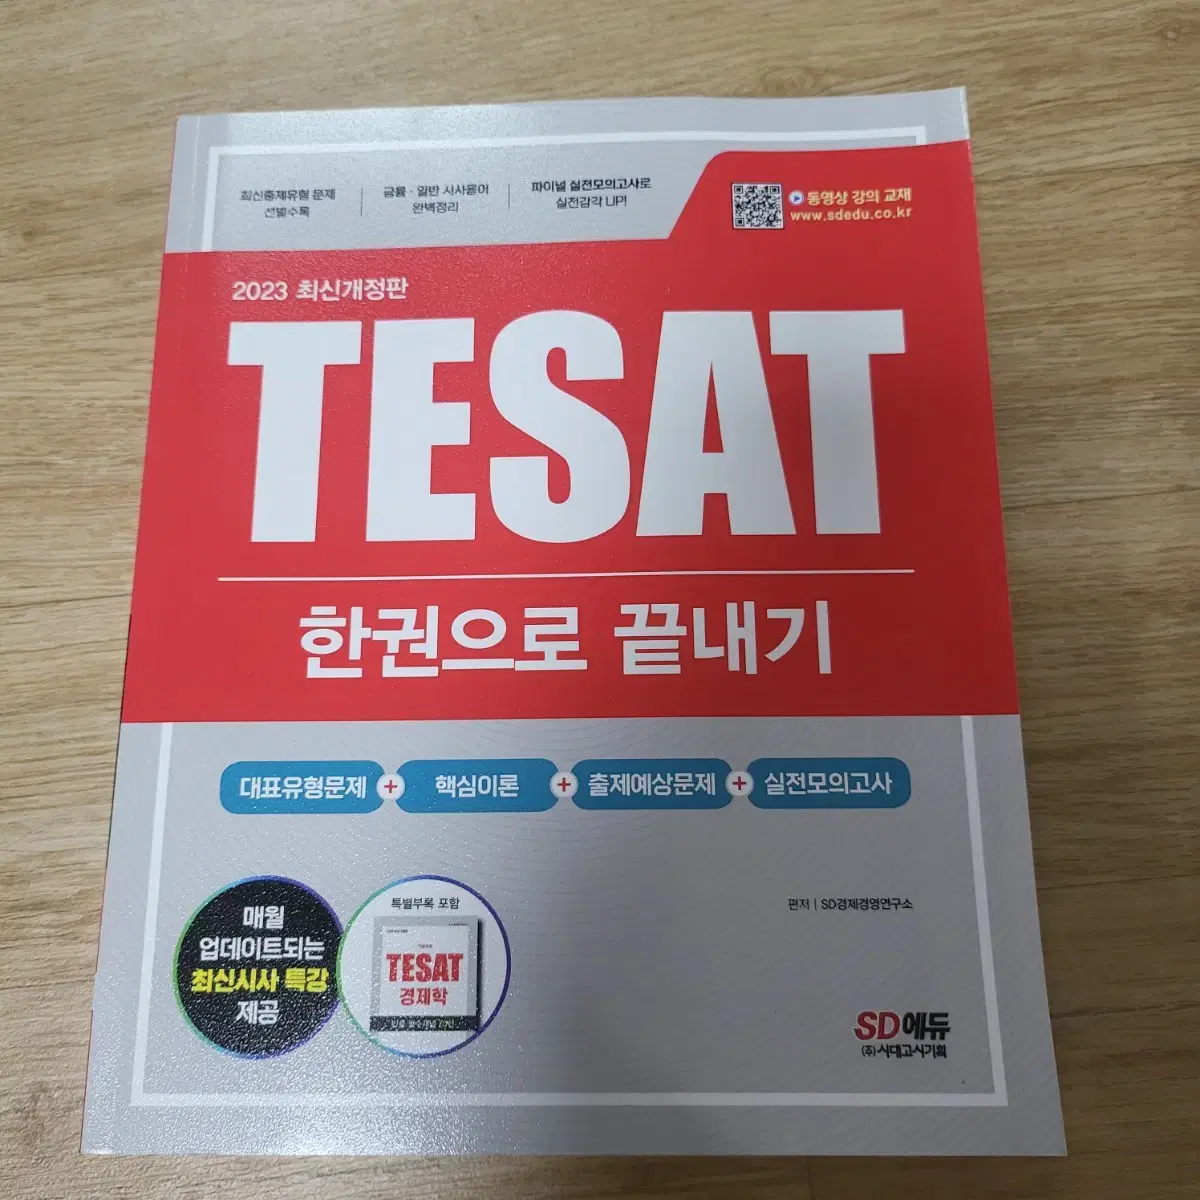 최신출제유형 문제
선별수록
금융·일반 시사용어
완벽정리
파이널 실전모의고사로
실전감각 UP!
동영상 강의 교재
www.sdedu.co.kr
2023 최신개정판
TESAT
한권으로 끝내기
대표유형문제 + 핵심이론 + 출제예상문제 + 실전모의고사
매월
업데이트되는
최신시사 특강
제공
특별부록 포함
TESAT
경제학
편저 | SD경제경영연구소
SD에듀
(주)시대고시기획